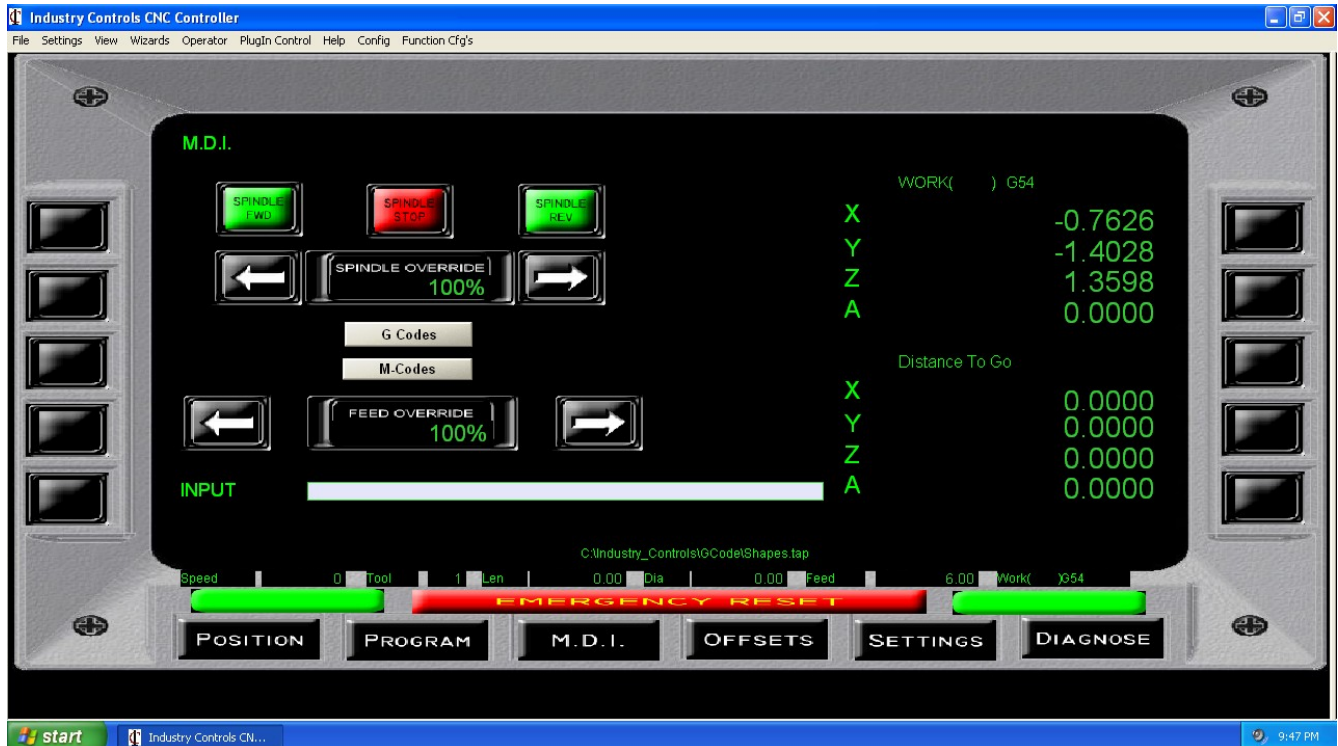 Industry Controls CNC Controller
File Settings View Wizards Operator PlugIn Control Help Config Function Cfg's
M.D.I.
SPINDLE FWD
SPINDLE STOP
SPINDLE REV
SPINDLE OVERRIDE
100%
G Codes
M-Codes
FEED OVERRIDE
100%
INPUT
WORK( ) G54
X -0.7626
Y -1.4028
Z 1.3598
A 0.0000
Distance To Go
X 0.0000
Y 0.0000
Z 0.0000
A 0.0000
C:\Industry_Controls\GCode\Shapes.tap
Speed 0 Tool 1 Len 0.00 Dia 0.00 Feed 6.00 Work( )G54
EMERGENCY RESET
POSITION PROGRAM M.D.I. OFFSETS SETTINGS DIAGNOSE
start Industry Controls CN... 9:47 PM